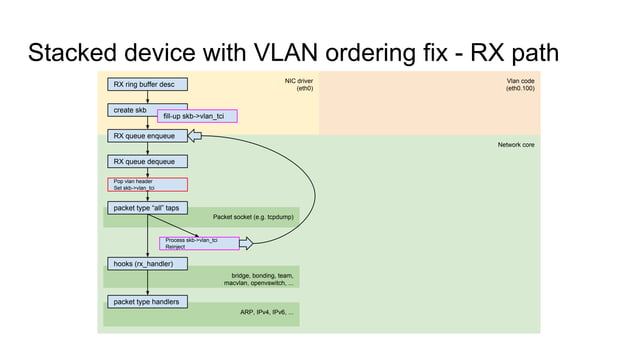 Stacked device with VLAN ordering fix - RX path
RX ring buffer desc
NIC driver
(eth0)
Vlan code
(eth0.100)
create skb
fill-up skb->vlan_tci
RX queue enqueue
Network core
RX queue dequeue
Pop vlan header
Set skb->vlan_tci
packet type “all” taps
Packet socket (e.g. tcpdump)
Process skb->vlan_tci
Reinject
hooks (rx_handler)
bridge, bonding, team,
macvlan, openvswitch, ...
packet type handlers
ARP, IPv4, IPv6, ...